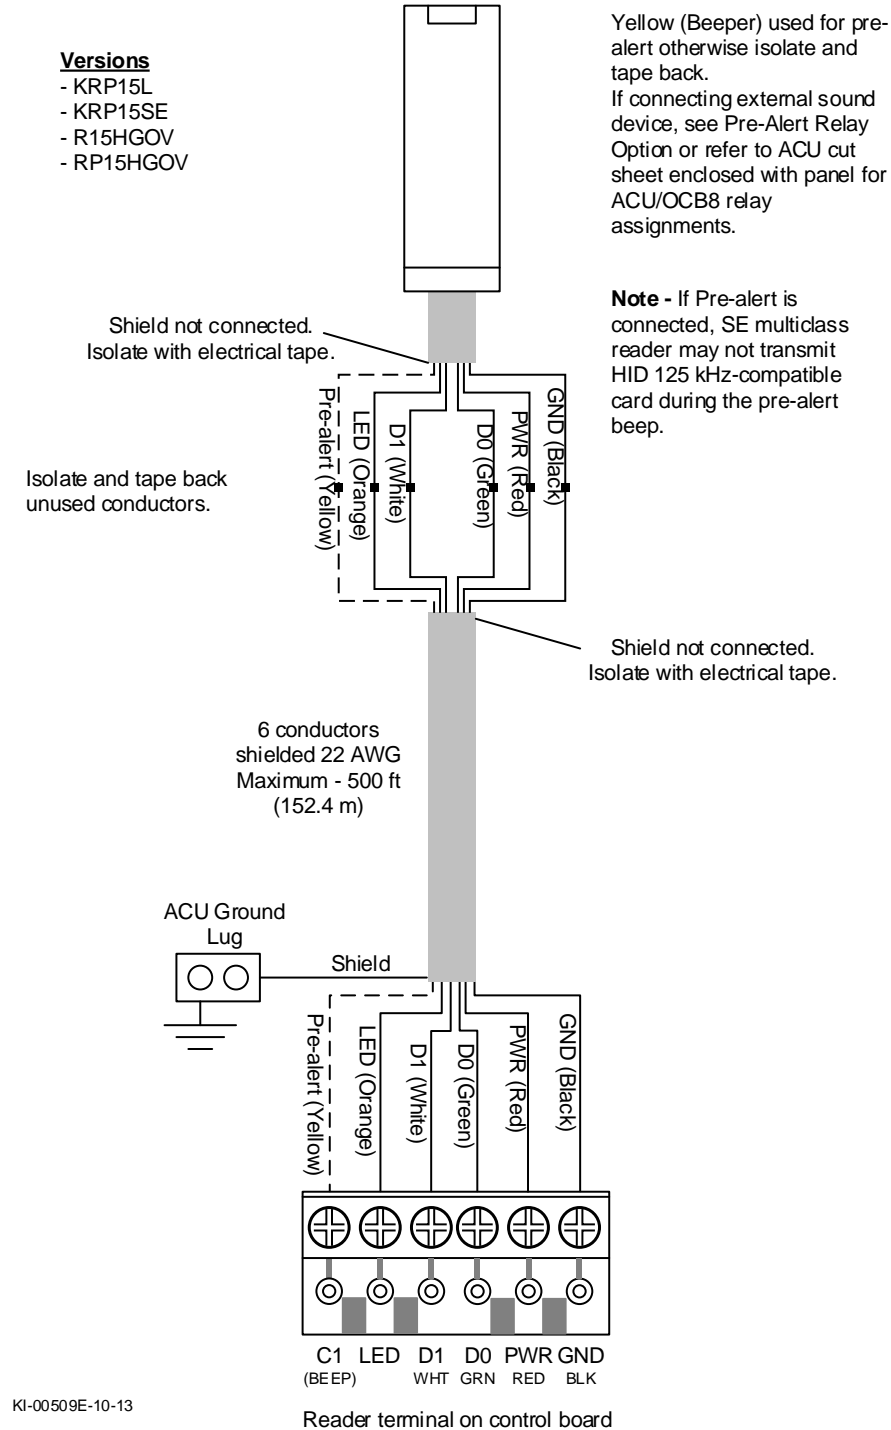 Versions
- KRP15L
- KRP15SE
- R15HGOV
- RP15HGOV
Yellow (Beeper) used for pre-
alert otherwise isolate and
tape back.
If connecting external sound
device, see Pre-Alert Relay
Option or refer to ACU cut
sheet enclosed with panel for
ACU/OCB8 relay
assignments.
Note - If Pre-alert is
connected, SE multiclass
reader may not transmit
HID 125 kHz-compatible
card during the pre-alert
beep.
Shield not connected.
Isolate with electrical tape.
Pre-alert (Yellow)
LED (Orange)
D1 (White)
D0 (Green)
PWR (Red)
GND (Black)
Isolate and tape back
unused conductors.
Shield not connected.
Isolate with electrical tape.
6 conductors
shielded 22 AWG
Maximum - 500 ft
(152.4 m)
ACU Ground
Lug
Shield
Pre-alert (Yellow)
LED (Orange)
D1 (White)
D0 (Green)
PWR (Red)
GND (Black)
C1 LED D1 D0 PWR GND
(BEEP) WHT GRN RED BLK
KI-00509E-10-13
Reader terminal on control board